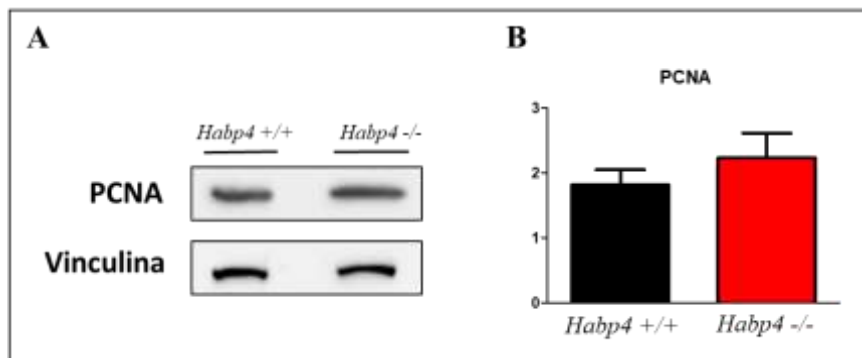 A
Habp4 +/+ Habp4 -/-
PCNA
Vinculina
B
PCNA
3
2
1
0
Habp4 +/+ Habp4 -/-